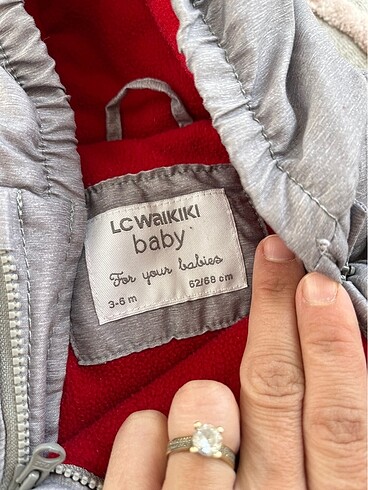 LC WAIKIKI
baby
For your babies
3-6 m 62/68 cm